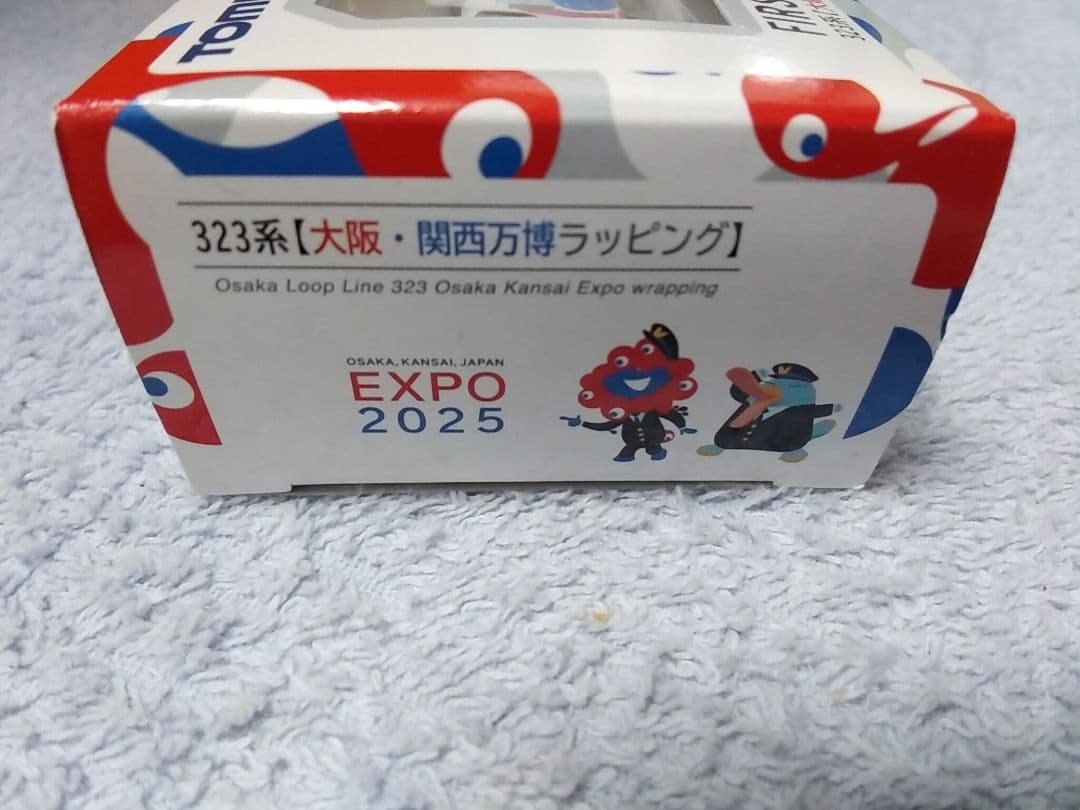 323系【大阪・関西万博ラッピング】
Osaka Loop Line 323 Osaka Kansai Expo wrapping
OSAKA, KANSAI, JAPAN
EXPO
2025